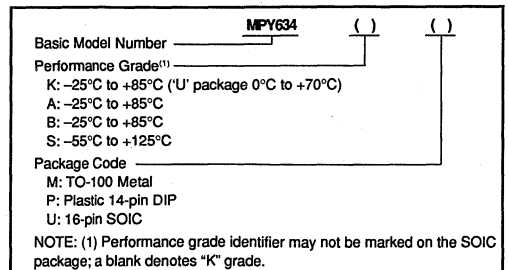 MPY634 ( ) ( )
Basic Model Number
Performance Grade(1)
K: –25°C to +85°C ('U' package 0°C to +70°C)
A: –25°C to +85°C
B: –25°C to +85°C
S: –55°C to +125°C
Package Code
M: TO-100 Metal
P: Plastic 14-pin DIP
U: 16-pin SOIC
NOTE: (1) Performance grade identifier may not be marked on the SOIC
package; a blank denotes "K" grade.